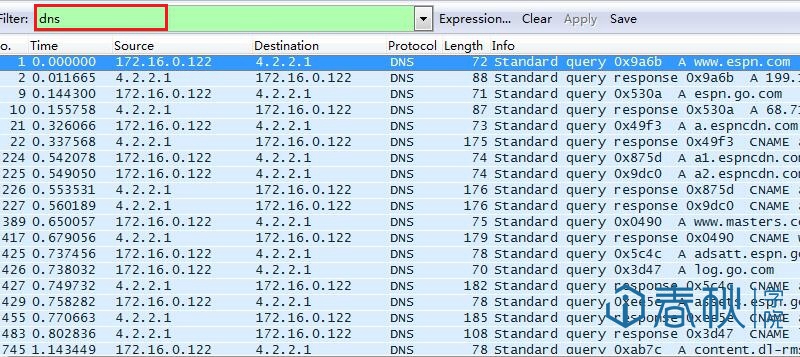 Filter: dns Expression... Clear Apply Save
o. Time Source Destination Protocol Length Info
1 0.000000 172.16.0.122 4.2.2.1 DNS 72 Standard query 0x9a6b A www.espn.com
2 0.011665 4.2.2.1 172.16.0.122 DNS 88 Standard query response 0x9a6b A 199.1
9 0.144300 172.16.0.122 4.2.2.1 DNS 71 Standard query 0x530a A espn.go.com
10 0.155758 4.2.2.1 172.16.0.122 DNS 87 Standard query response 0x530a A 68.7
21 0.326066 172.16.0.122 4.2.2.1 DNS 73 Standard query 0x49f3 A a.espncdn.com
22 0.337568 4.2.2.1 172.16.0.122 DNS 175 Standard query response 0x49f3 CNAME a
224 0.542078 172.16.0.122 4.2.2.1 DNS 74 Standard query 0x875d A a1.espncdn.com
225 0.549050 172.16.0.122 4.2.2.1 DNS 74 Standard query 0x9dc0 A a2.espncdn.com
226 0.553531 4.2.2.1 172.16.0.122 DNS 176 Standard query response 0x875d CNAME
227 0.560189 4.2.2.1 172.16.0.122 DNS 176 Standard query response 0x9dc0 CNAME
389 0.650057 172.16.0.122 4.2.2.1 DNS 75 Standard query 0x0490 A www.masters.c
417 0.679056 4.2.2.1 172.16.0.122 DNS 179 Standard query response 0x0490 CNAME w
425 0.737456 172.16.0.122 4.2.2.1 DNS 78 Standard query 0x5c4c A adsatt.espn.g
426 0.738032 172.16.0.122 4.2.2.1 DNS 70 Standard query 0x3d47 A log.go.com
427 0.749732 4.2.2.1 172.16.0.122 DNS 182 Standard query response 0x5c4c CNAME a
429 0.758282 172.16.0.122 4.2.2.1 DNS 78 Standard query 0xee5e A assets.espn.g
455 0.770663 4.2.2.1 172.16.0.122 DNS 185 Standard query response 0xee5e CNAME
483 0.802836 4.2.2.1 172.16.0.122 DNS 108 Standard query response 0x3d47 CNAME
745 1.143449 172.16.0.122 4.2.2.1 DNS 78 Standard query 0xab7c A content.dl-rms
春秋学院